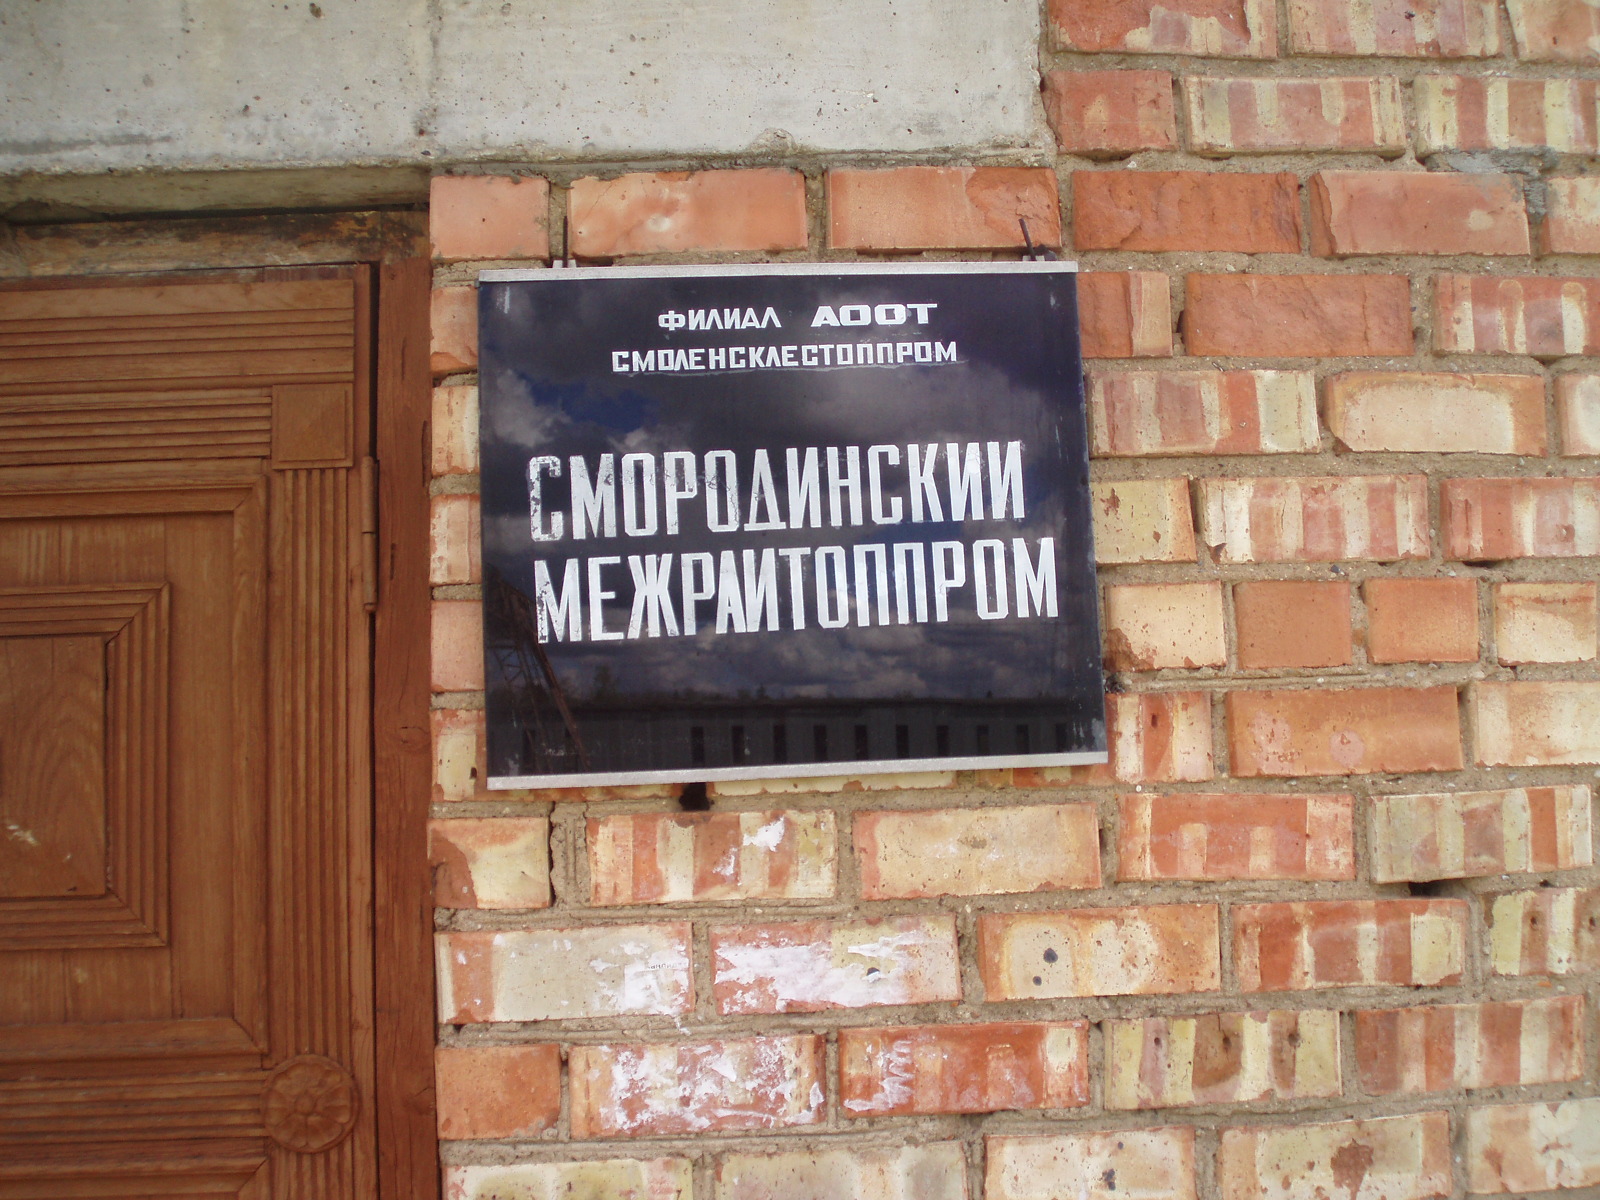 ФИЛИАЛ АООТ
СМОЛЕНСКЛЕСТОППРОМ
СМОРОДИНСКИИ
МЕЖРАИТОППРОМ